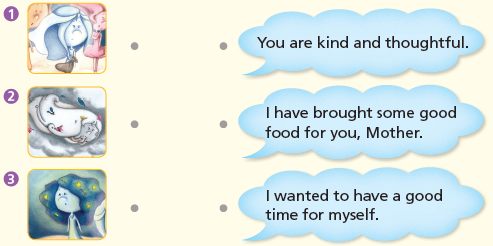 1
You are kind and thoughtful.
2
I have brought some good
food for you, Mother.
3
I wanted to have a good
time for myself.